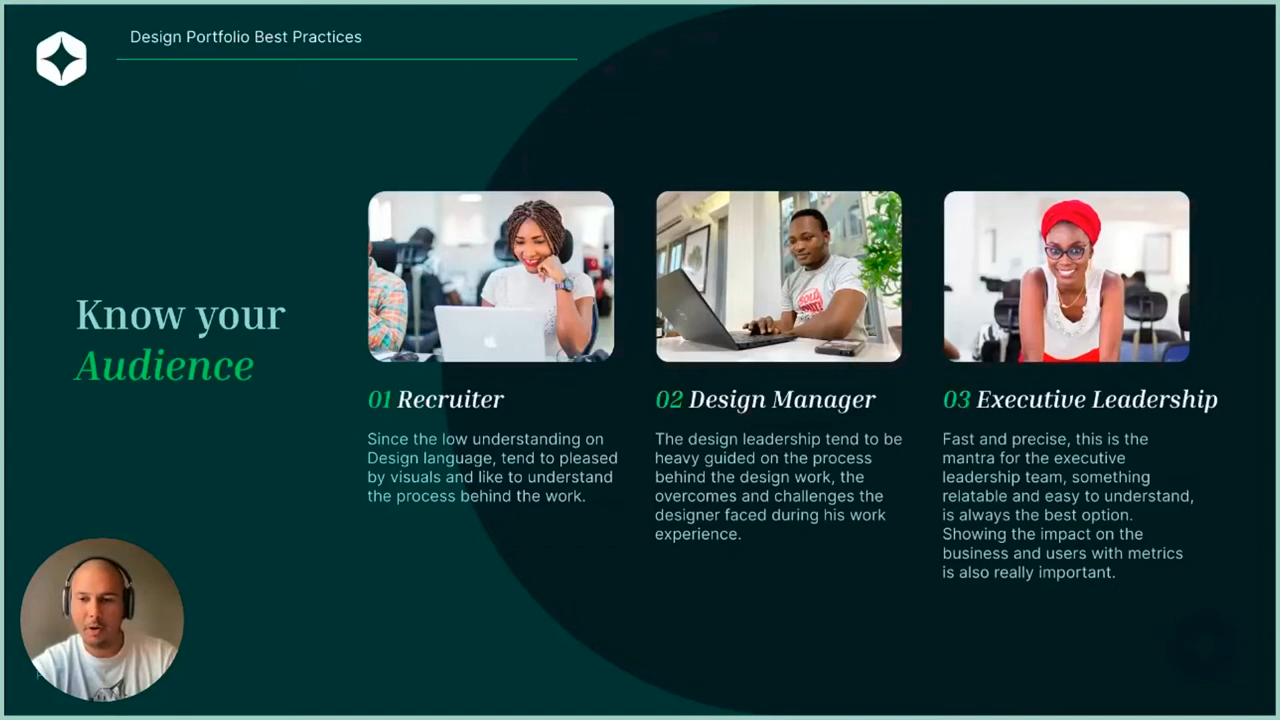 Design Portfolio Best Practices
Know your
Audience
01 Recruiter
Since the low understanding on
Design language, tend to pleased
by visuals and like to understand
the process behind the work.
02 Design Manager
The design leadership tend to be
heavy guided on the process
behind the design work, the
overcomes and challenges the
designer faced during his work
experience.
03 Executive Leadership
Fast and precise, this is the
mantra for the executive
leadership team, something
relatable and easy to understand,
is always the best option.
Showing the impact on the
business and users with metrics
is also really important.